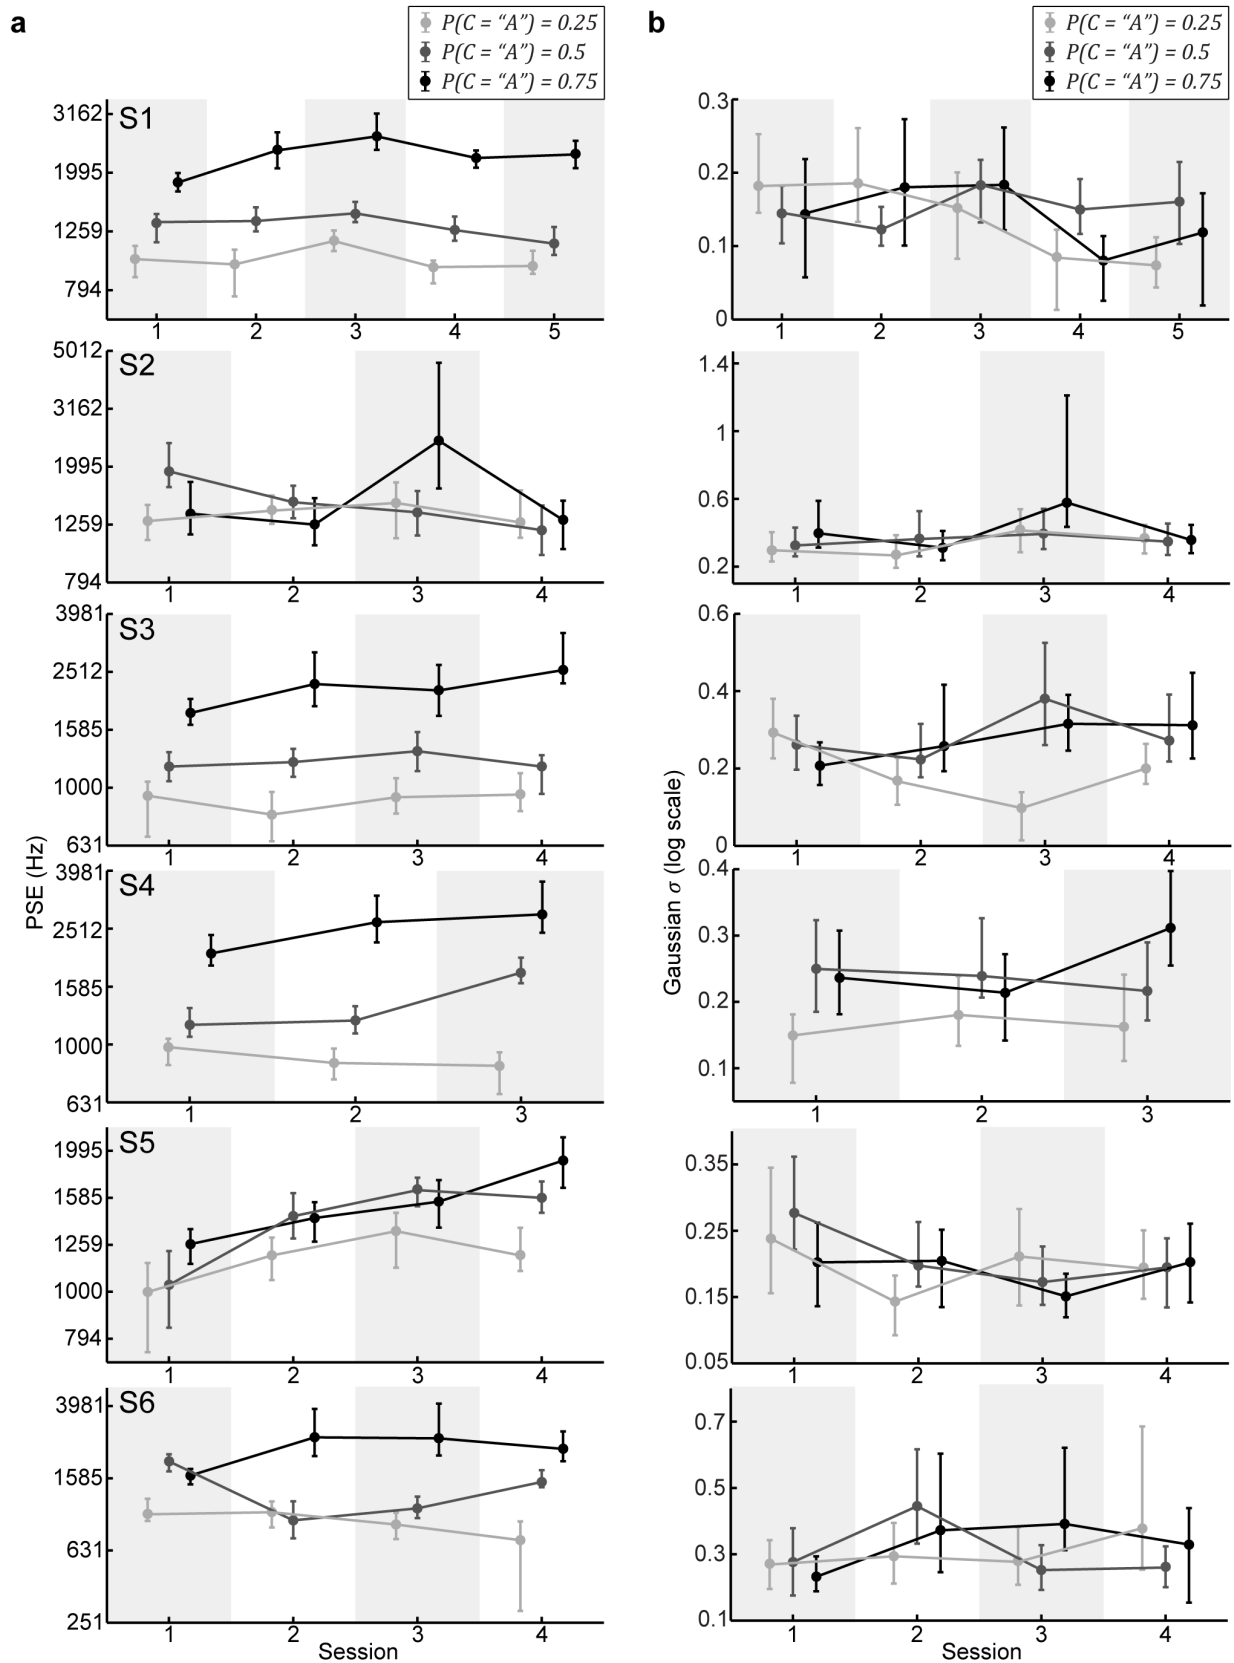 a
P(C = “A”) = 0.25
P(C = “A”) = 0.5
P(C = “A”) = 0.75
b
P(C = “A”) = 0.25
P(C = “A”) = 0.5
P(C = “A”) = 0.75
S1
3162
1995
1259
794
1 2 3 4 5
0.3
0.2
0.1
0
1 2 3 4 5
S2
5012
3162
1995
1259
794
1 2 3 4
1.4
1
0.6
0.2
1 2 3 4
S3
3981
2512
1585
1000
631
1 2 3 4
0.6
0.4
0.2
0
1 2 3 4
PSE (Hz)
Gaussian σ (log scale)
S4
3981
2512
1585
1000
631
1 2 3
0.4
0.3
0.2
0.1
1 2 3
S5
1995
1585
1259
1000
794
1 2 3 4
0.35
0.25
0.15
0.05
1 2 3 4
S6
3981
1585
631
251
1 2 3 4
Session
0.7
0.5
0.3
0.1
1 2 3 4
Session